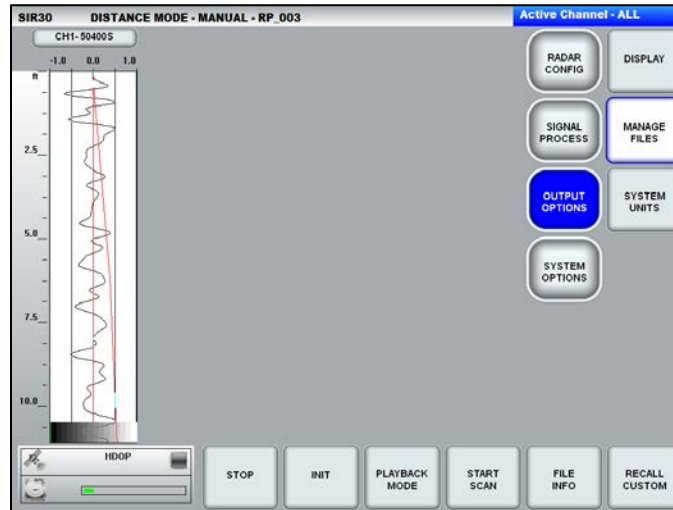 SIR30 DISTANCE MODE - MANUAL - RP_003 Active Channel - ALL
CH1- 50400S
-1.0 0.0 1.0
ft
2.5
5.0
7.5
10.0
RADAR
CONFIG
DISPLAY
SIGNAL
PROCESS
MANAGE
FILES
OUTPUT
OPTIONS
SYSTEM
UNITS
SYSTEM
OPTIONS
HDOP
STOP
INIT
PLAYBACK
MODE
START
SCAN
FILE
INFO
RECALL
CUSTOM